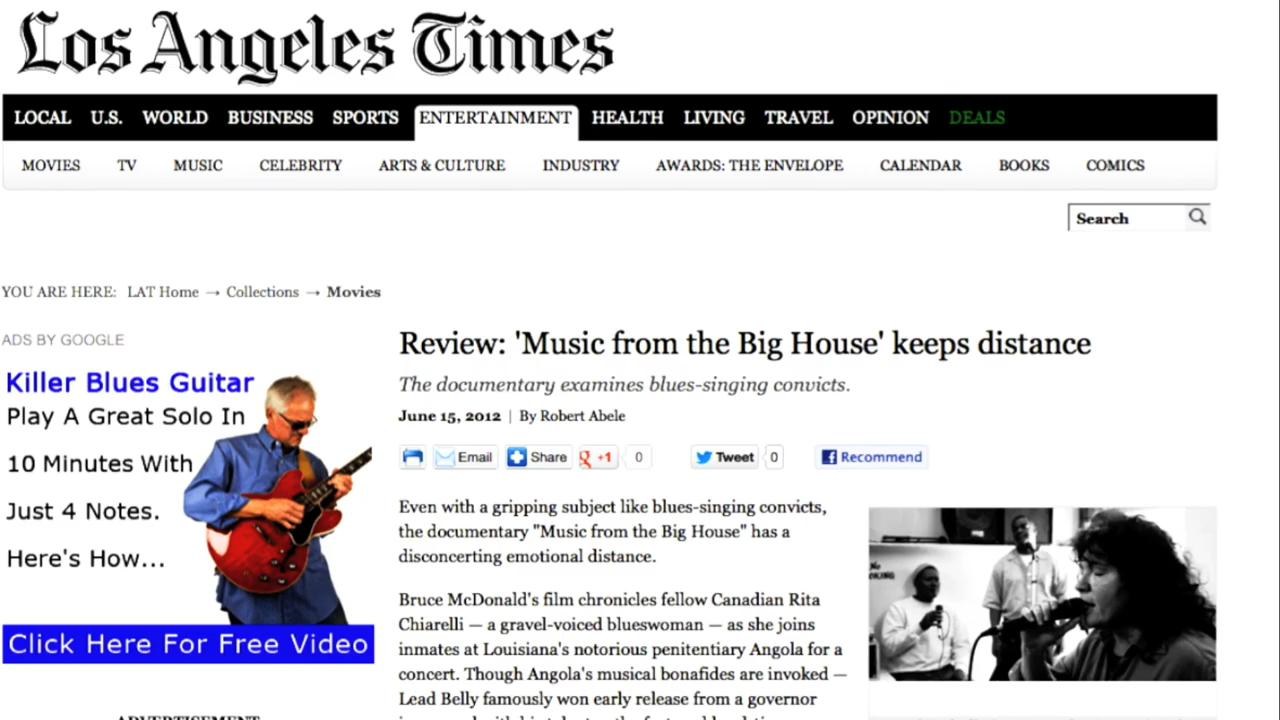 Los Angeles Times
LOCAL U.S. WORLD BUSINESS SPORTS ENTERTAINMENT HEALTH LIVING TRAVEL OPINION DEALS
MOVIES TV MUSIC CELEBRITY ARTS & CULTURE INDUSTRY AWARDS: THE ENVELOPE CALENDAR BOOKS COMICS
Search
YOU ARE HERE: LAT Home → Collections → Movies
ADS BY GOOGLE
Killer Blues Guitar
Play A Great Solo In
10 Minutes With
Just 4 Notes.
Here's How...
Click Here For Free Video
ADVERTISEMENT
Review: 'Music from the Big House' keeps distance
The documentary examines blues-singing convicts.
June 15, 2012 | By Robert Abele
Email Share +1 0 Tweet 0 Recommend
Even with a gripping subject like blues-singing convicts,
the documentary "Music from the Big House" has a
disconcerting emotional distance.
Bruce McDonald's film chronicles fellow Canadian Rita
Chiarelli — a gravel-voiced blueswoman — as she joins
inmates at Louisiana's notorious penitentiary Angola for a
concert. Though Angola's musical bonafides are invoked —
Lead Belly famously won early release from a governor
No